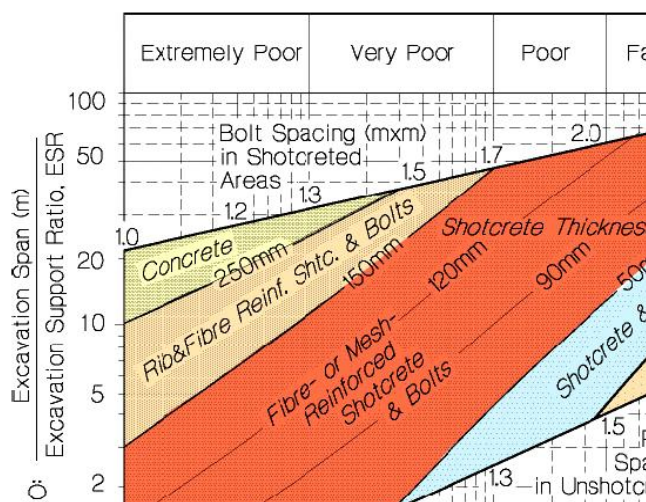 Extremely Poor
Very Poor
Poor
Fa
100
50
20
10
5
2
Excavation Span (m)
Excavation Support Ratio, ESR
Ö:
Bolt Spacing (mxm)
in Shotcreted
Areas
1.0
1.2
1.3
1.5
1.7
2.0
Concrete
250mm
Rib&Fibre Reinf. Shtc. & Bolts
150mm
Shotcrete Thickness
120mm
90mm
50m
Fibre- or Mesh-
Reinforced
Shotcrete
& Bolts
Shotcrete &
1.5
1.3
Spa
in Unshotc